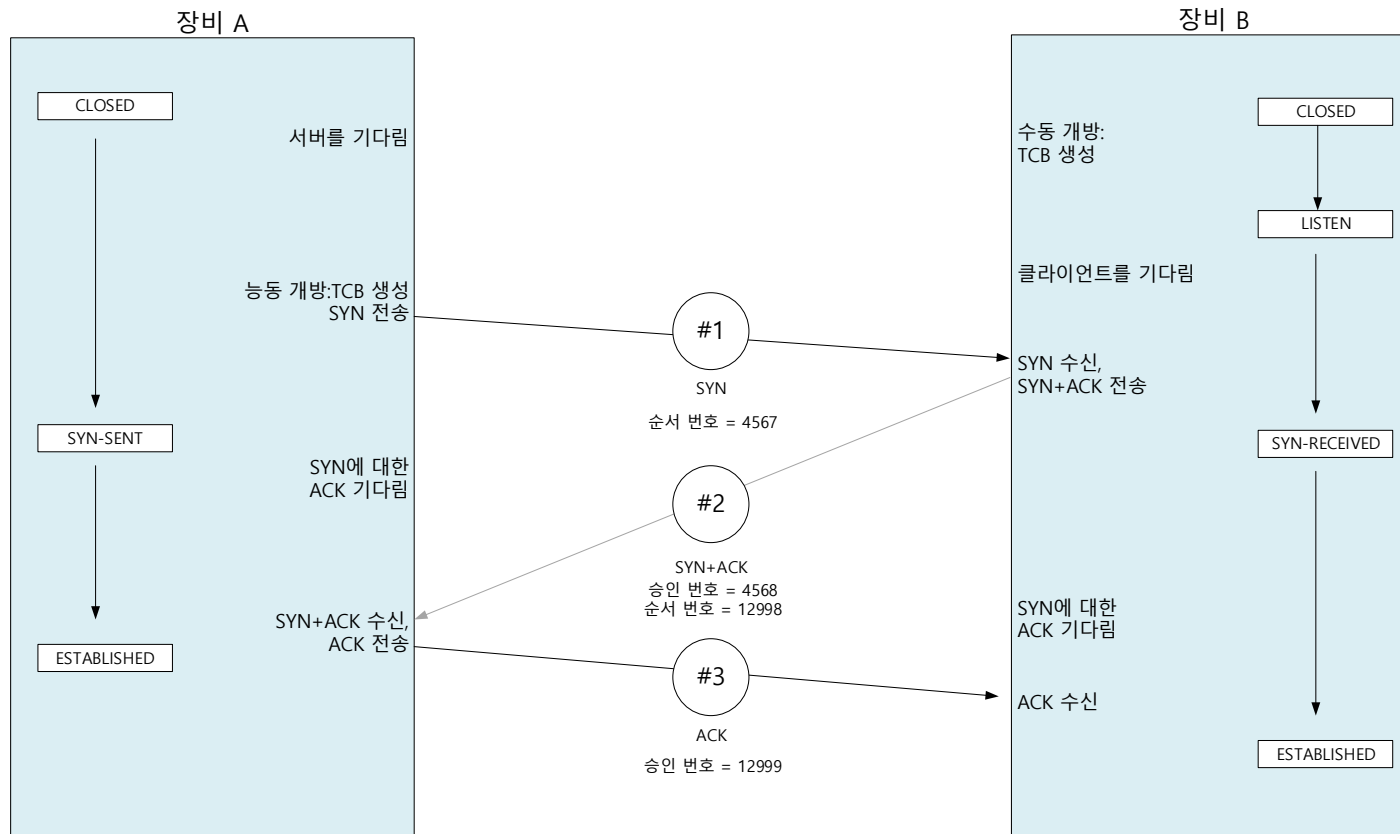 장비 A
장비 B
CLOSED
서버를 기다림
수동 개방:
TCB 생성
CLOSED
LISTEN
클라이언트를 기다림
능동 개방:TCB 생성
SYN 전송
#1
SYN
순서 번호 = 4567
SYN 수신,
SYN+ACK 전송
SYN-SENT
SYN에 대한
ACK 기다림
SYN-RECEIVED
#2
SYN+ACK
승인 번호 = 4568
순서 번호 = 12998
SYN+ACK 수신,
ACK 전송
SYN에 대한
ACK 기다림
ESTABLISHED
#3
ACK
승인 번호 = 12999
ACK 수신
ESTABLISHED